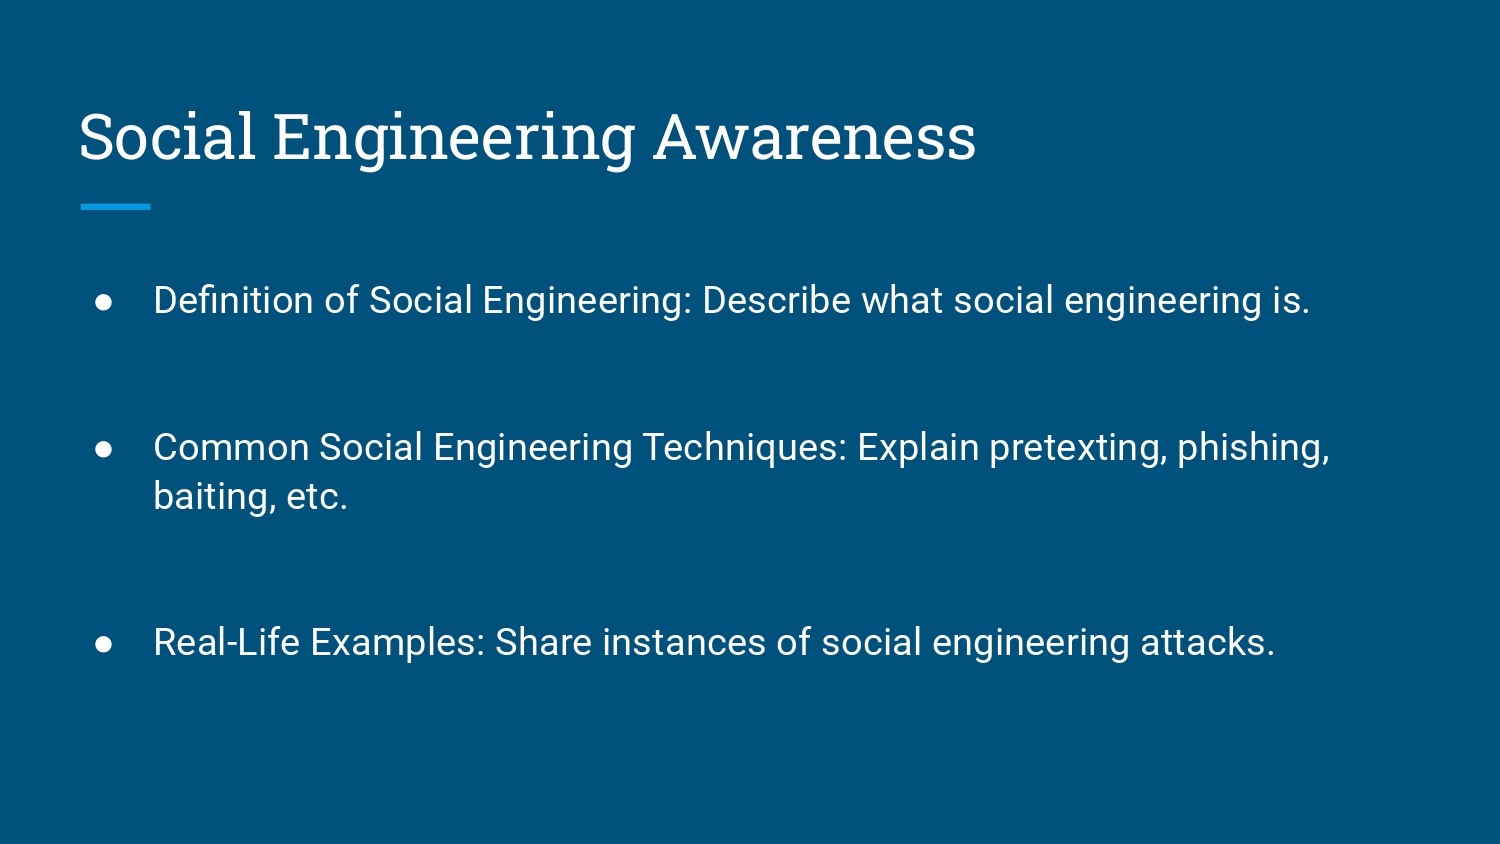 Social Engineering Awareness
● Definition of Social Engineering: Describe what social engineering is.
● Common Social Engineering Techniques: Explain pretexting, phishing,
baiting, etc.
● Real-Life Examples: Share instances of social engineering attacks.